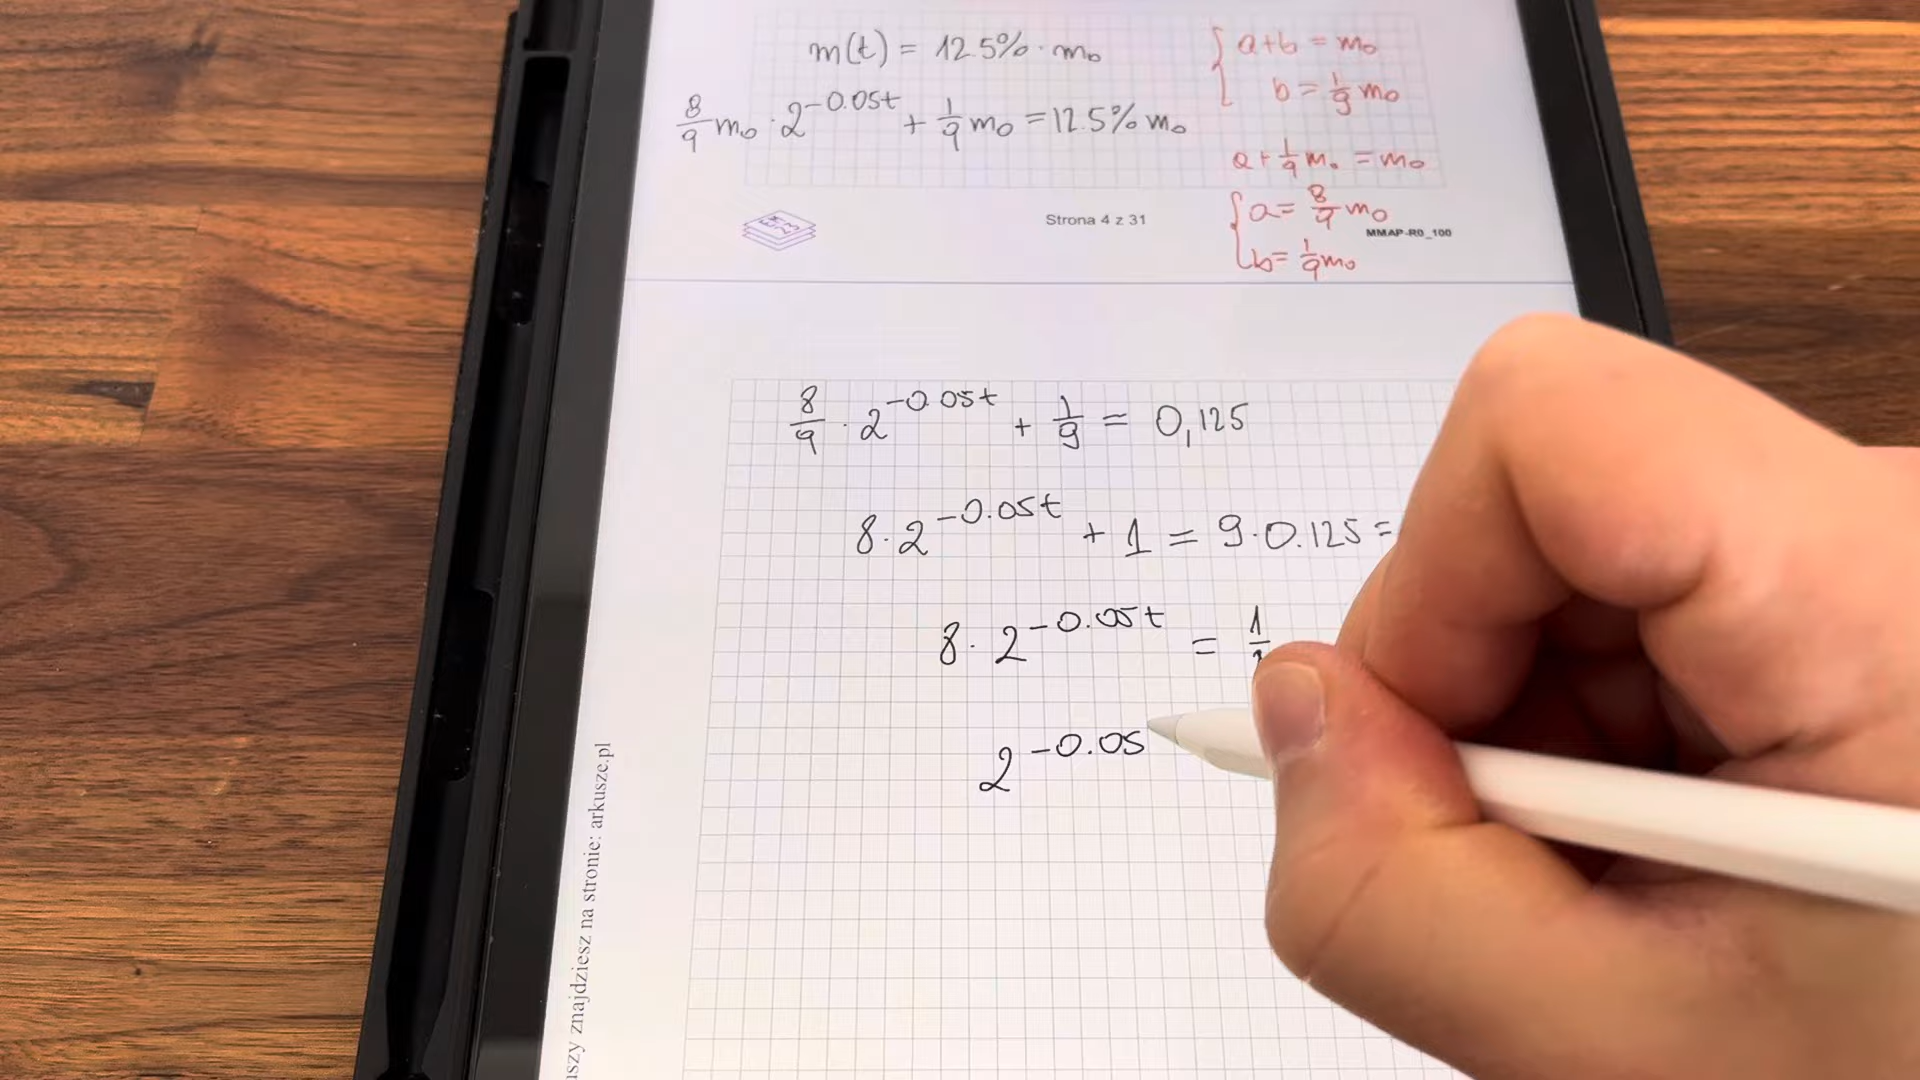 m(t) = 12.5% · m₀
8/9 m₀ · 2^-0.05t + 1/9 m₀ = 12.5% m₀
{ a+b = m₀
b = 1/9 m₀
a + 1/9 m₀ = m₀
{ a = 8/9 m₀
b = 1/9 m₀
Strona 4 z 31
MMAP-R0_100
8/9 · 2^-0.05t + 1/9 = 0,125
8 · 2^-0.05t + 1 = 9 · 0.125 =
8 · 2^-0.05t = 1
2^-0.05
znajdziesz na stronie: arkusze.pl